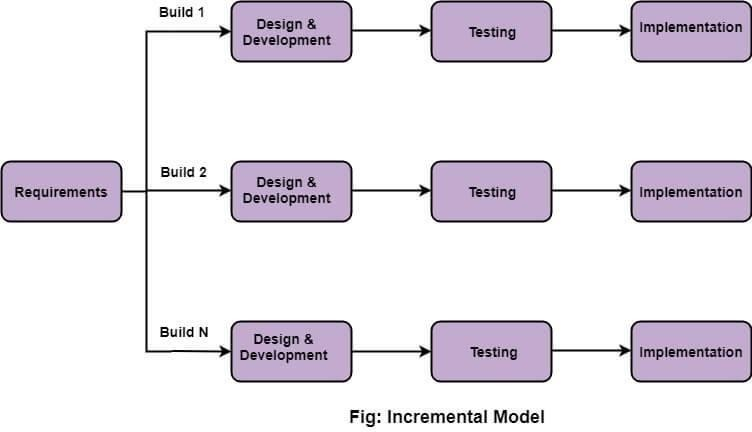 Build 1
Design &
Development
Testing
Implementation
Requirements
Build 2
Design &
Development
Testing
Implementation
Build N
Design &
Development
Testing
Implementation
Fig: Incremental Model